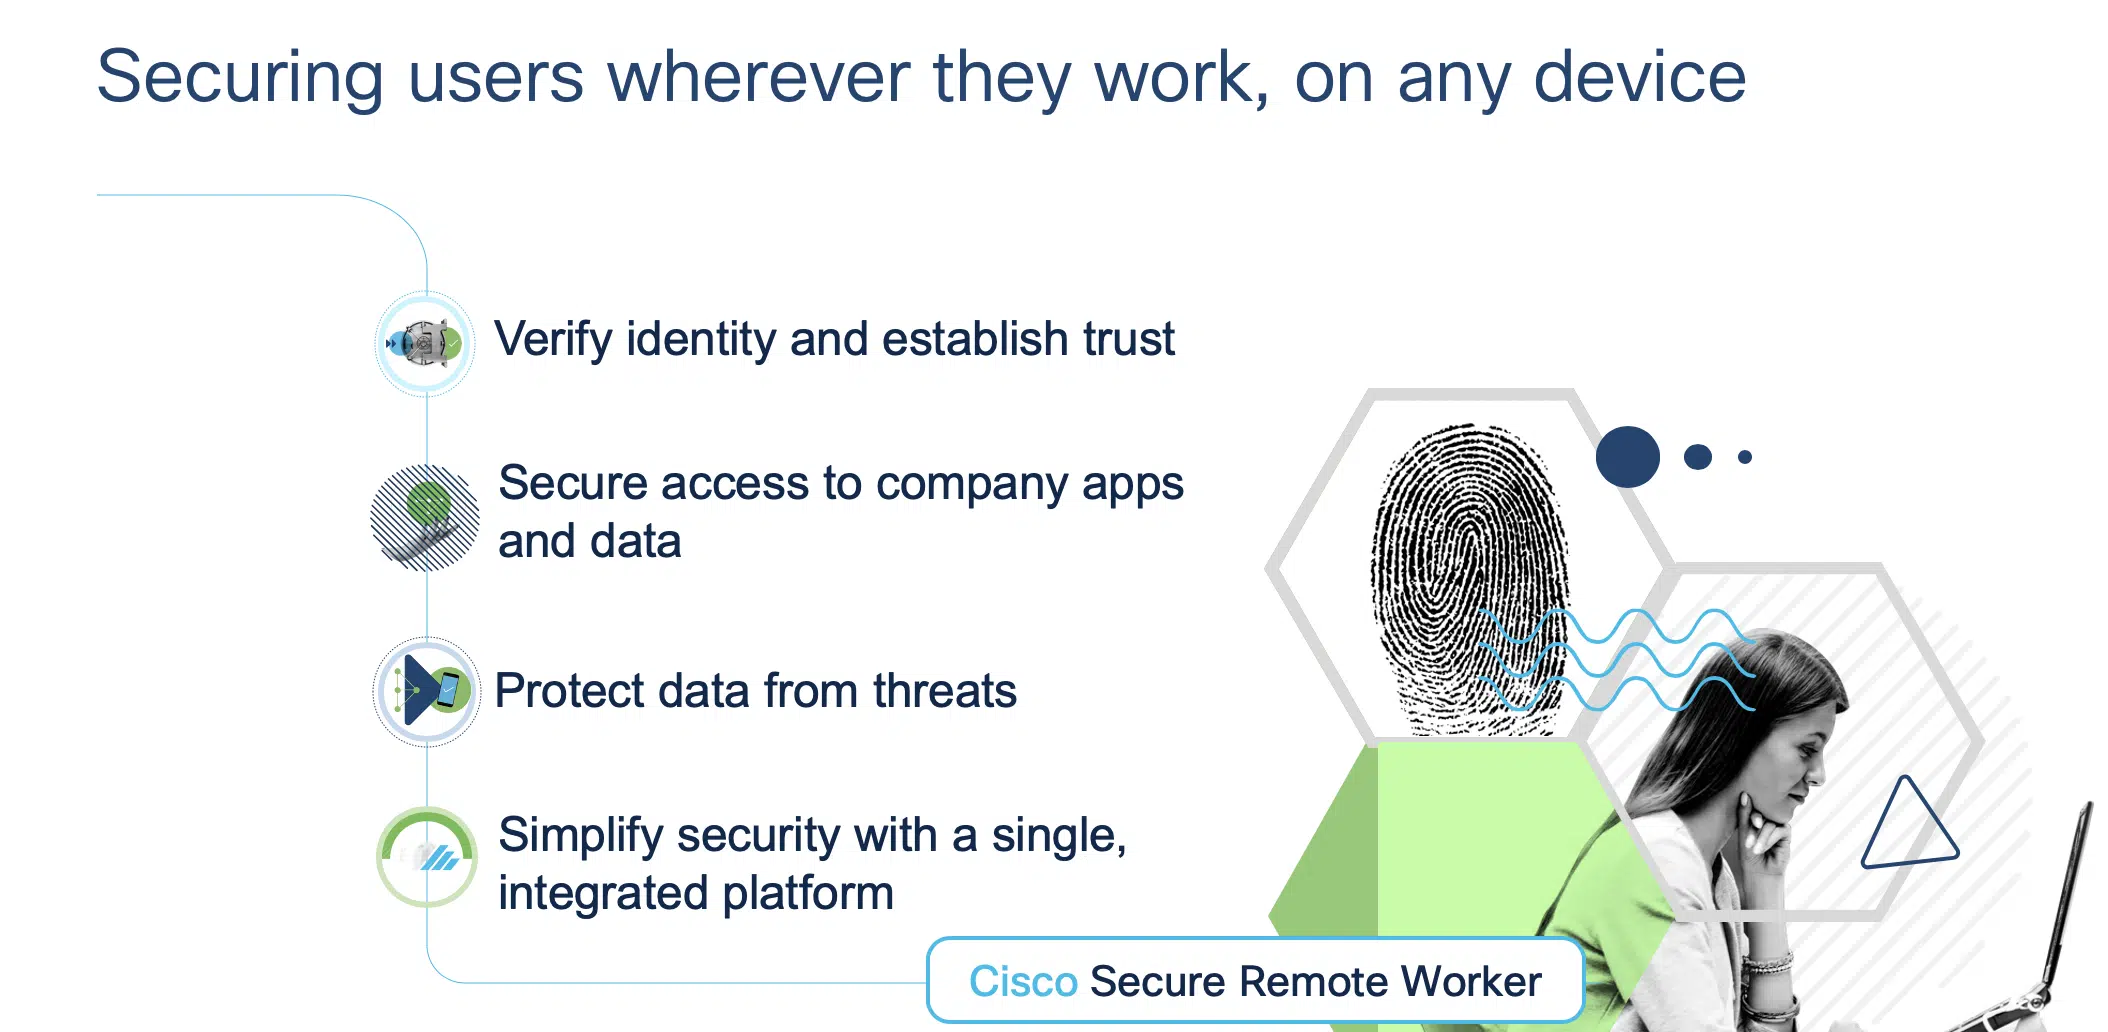 Securing users wherever they work, on any device
Verify identity and establish trust
Secure access to company apps
and data
Protect data from threats
Simplify security with a single,
integrated platform
Cisco Secure Remote Worker